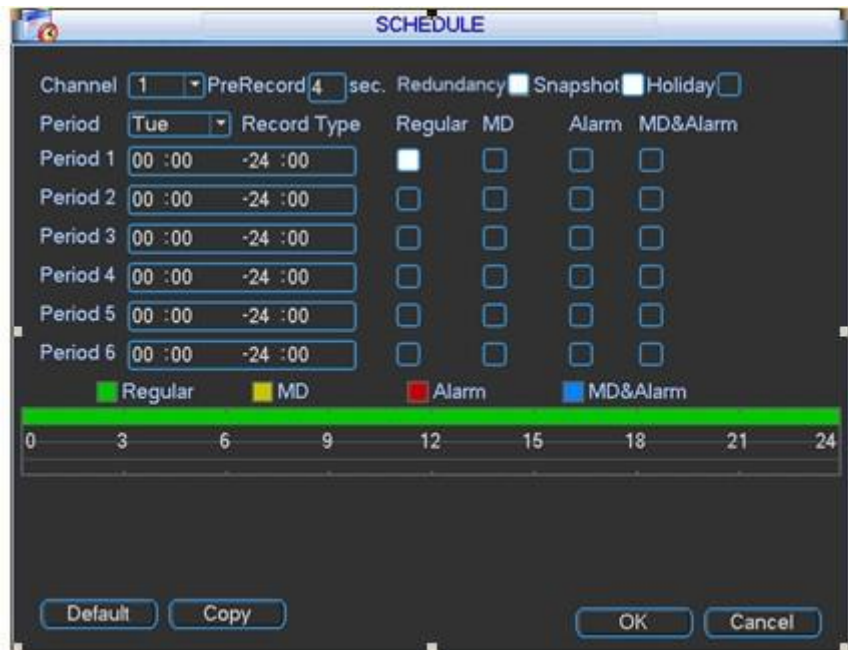 SCHEDULE
Channel 1 PreRecord 4 sec. Redundancy Snapshot Holiday
Period Tue Record Type Regular MD Alarm MD&Alarm
Period 1 00 :00 -24 :00
Period 2 00 :00 -24 :00
Period 3 00 :00 -24 :00
Period 4 00 :00 -24 :00
Period 5 00 :00 -24 :00
Period 6 00 :00 -24 :00
Regular MD Alarm MD&Alarm
0 3 6 9 12 15 18 21 24
Default Copy OK Cancel